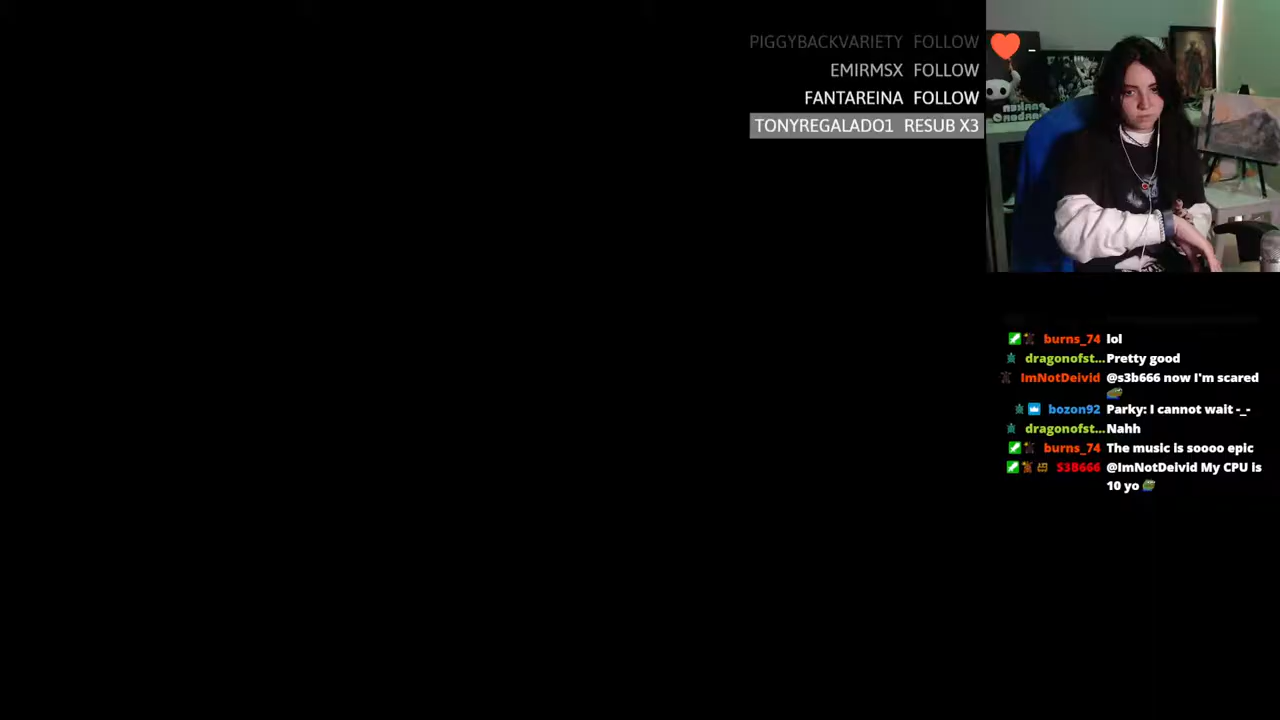 PIGGYBACKVARIETY FOLLOW
EMIRMSX FOLLOW
FANTAREINA FOLLOW
TONYREGALADO1 RESUB X3
burns_74 lol
dragonofst... Pretty good
ImNotDeivid @s3b666 now I'm scared
bozon92 Parky: I cannot wait -_-
dragonofst... Nahh
burns_74 The music is soooo epic
S3B666 @ImNotDeivid My CPU is
10 yo